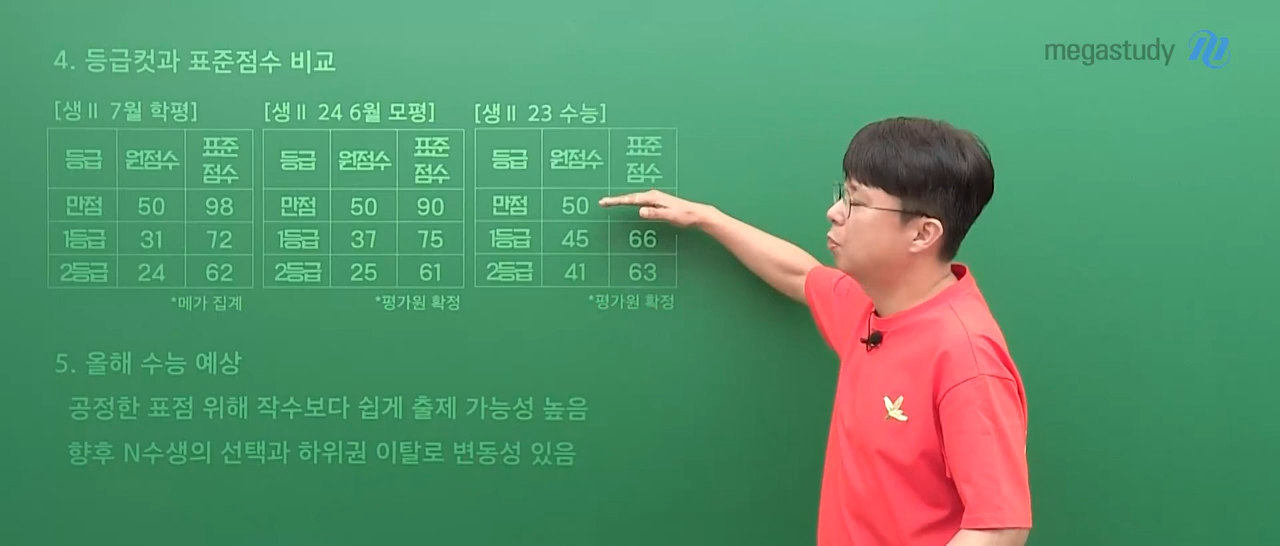 megastudy
4. 등급컷과 표준점수 비교
[생Ⅱ 7월 학평]
등급 원점수 표준
점수
만점 50 98
1등급 31 72
2등급 24 62
*메가 집계
[생Ⅱ 24 6월 모평]
등급 원점수 표준
점수
만점 50 90
1등급 37 75
2등급 25 61
*평가원 확정
[생Ⅱ 23 수능]
등급 원점수 표준
점수
만점 50
1등급 45 66
2등급 41 63
*평가원 확정
5. 올해 수능 예상
공정한 표점 위해 작수보다 쉽게 출제 가능성 높음
향후 N수생의 선택과 하위권 이탈로 변동성 있음